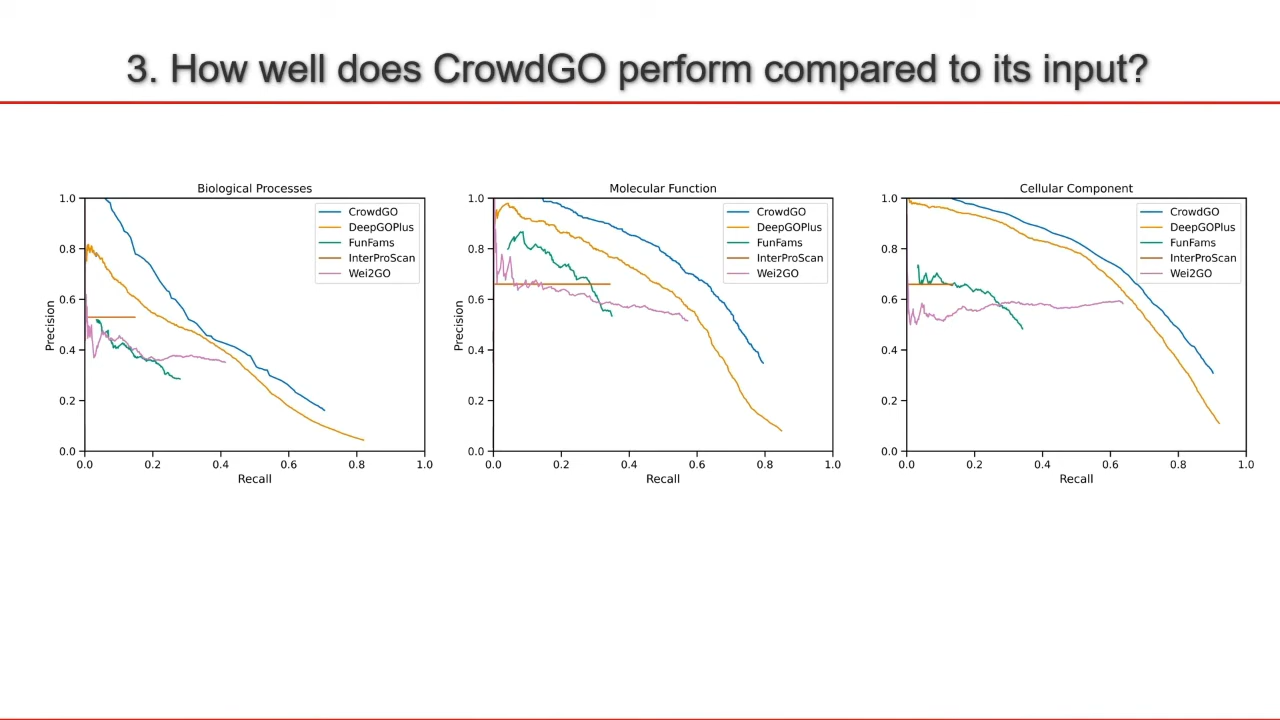 3. How well does CrowdGO perform compared to its input?
Biological Processes
1.0
0.8
0.6
0.4
0.2
0.0
Precision
0.0 0.2 0.4 0.6 0.8 1.0
Recall
CrowdGO
DeepGOPlus
FunFams
InterProScan
Wei2GO
Molecular Function
1.0
0.8
0.6
0.4
0.2
0.0
Precision
0.0 0.2 0.4 0.6 0.8 1.0
Recall
CrowdGO
DeepGOPlus
FunFams
InterProScan
Wei2GO
Cellular Component
1.0
0.8
0.6
0.4
0.2
0.0
0.0 0.2 0.4 0.6 0.8 1.0
Recall
CrowdGO
DeepGOPlus
FunFams
InterProScan
Wei2GO